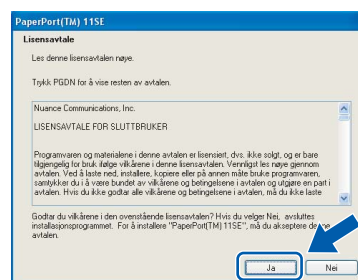 PaperPort(TM) 11SE
Lisensavtale
Les denne lisensavtalen nøye.
Trykk PGDN for å vise resten av avtalen.
Nuance Communications, Inc.
LISENSAVTALE FOR SLUTTBRUKER
Programvaren og materialene i denne avtalen er lisensiert, dvs. ikke solgt, og er bare
tilgjengelig for bruk ifølge vilkårene i denne lisensavtalen. Vennligst les nøye gjennom
avtalen. Ved å laste ned, installere, kopiere eller på annen måte bruke programvaren,
samtykker du i å være bundet av vilkårene og betingelsene i avtalen og utgjøre en part i
avtalen. Hvis du ikke godtar alle vilkårene og betingelsene i avtalen, må du ikke laste
Godtar du vilkårene i den ovenstående lisensavtalen? Hvis du velger Nei, avsluttes
installasjonsprogrammet. For å installere "PaperPort(TM) 11SE", må du akseptere denne
avtalen.
Ja
Nei